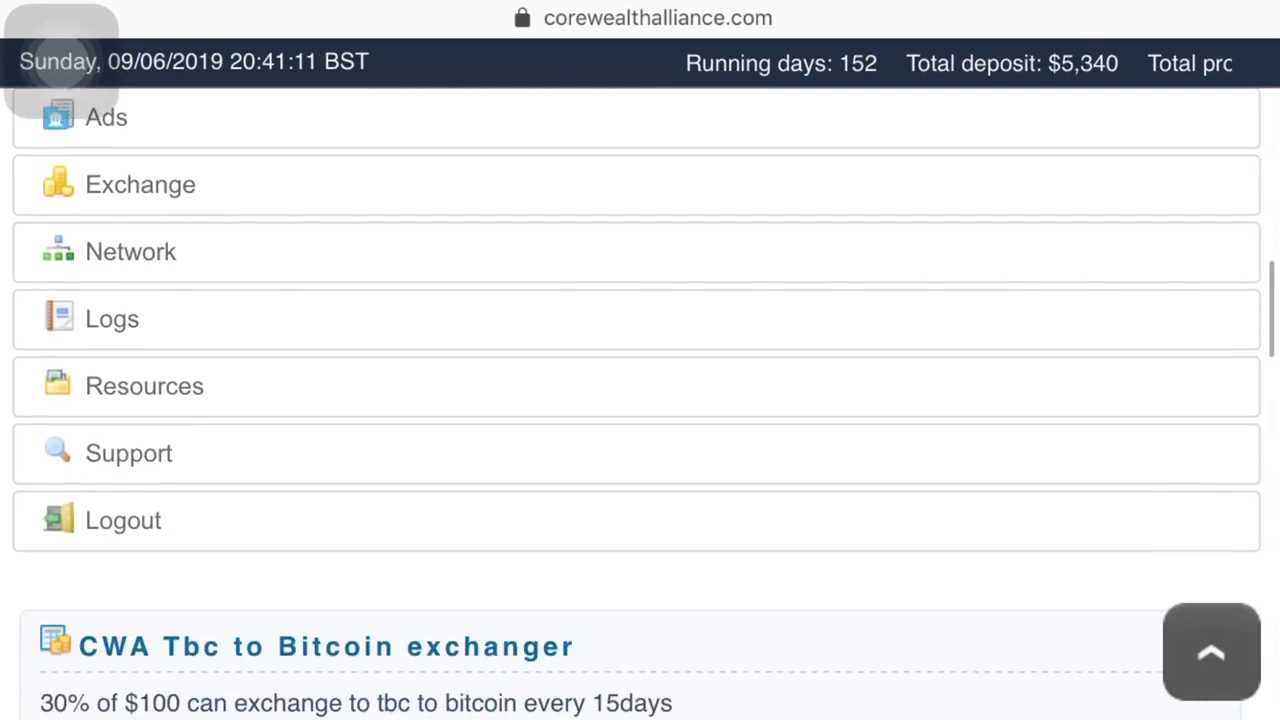 corewealthalliance.com
Sunday, 09/06/2019 20:41:11 BST Running days: 152 Total deposit: $5,340 Total prc
Ads
Exchange
Network
Logs
Resources
Support
Logout
CWA Tbc to Bitcoin exchanger
30% of $100 can exchange to tbc to bitcoin every 15days